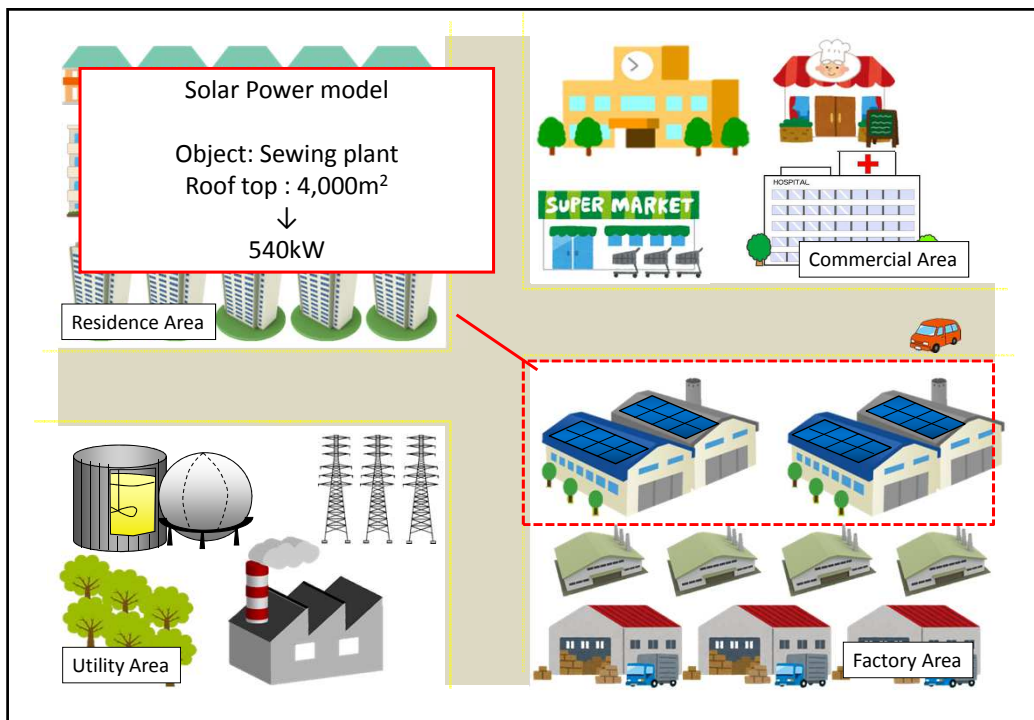 Solar Power model
Object: Sewing plant
Roof top : 4,000m²
↓
540kW
Residence Area
SUPER MARKET
HOSPITAL
Commercial Area
Utility Area
Factory Area